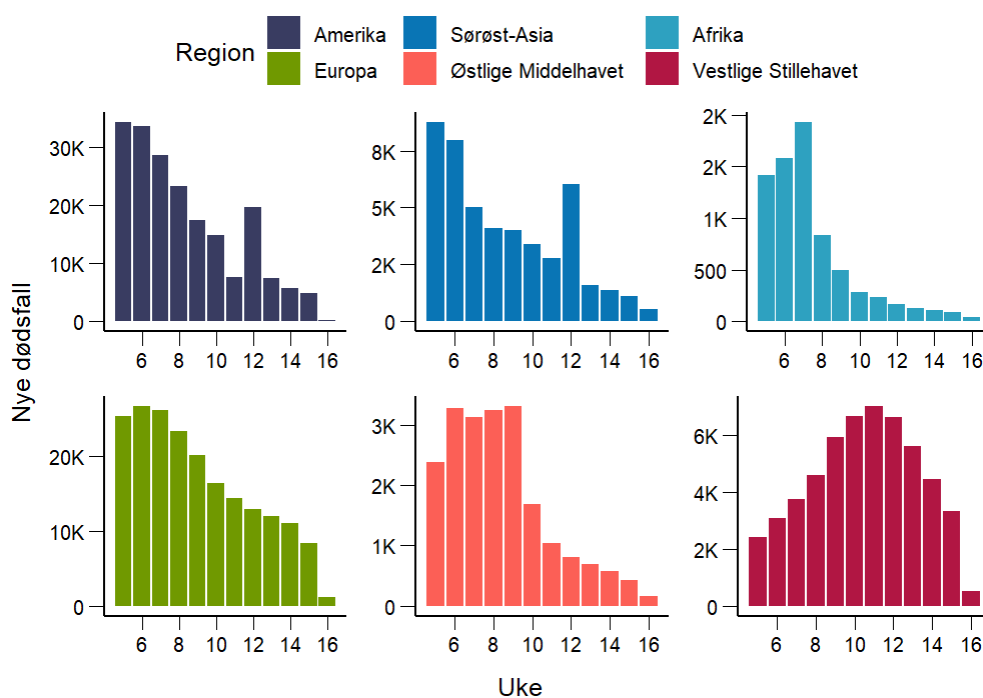 Region
Amerika Sørøst-Asia Afrika
Europa Østlige Middelhavet Vestlige Stillehavet
Nye dødsfall
30K
20K
10K
0
6 8 10 12 14 16
8K
5K
2K
0
6 8 10 12 14 16
2K
2K
1K
500
0
6 8 10 12 14 16
20K
10K
0
6 8 10 12 14 16
3K
2K
1K
0
6 8 10 12 14 16
6K
4K
2K
0
6 8 10 12 14 16
Uke